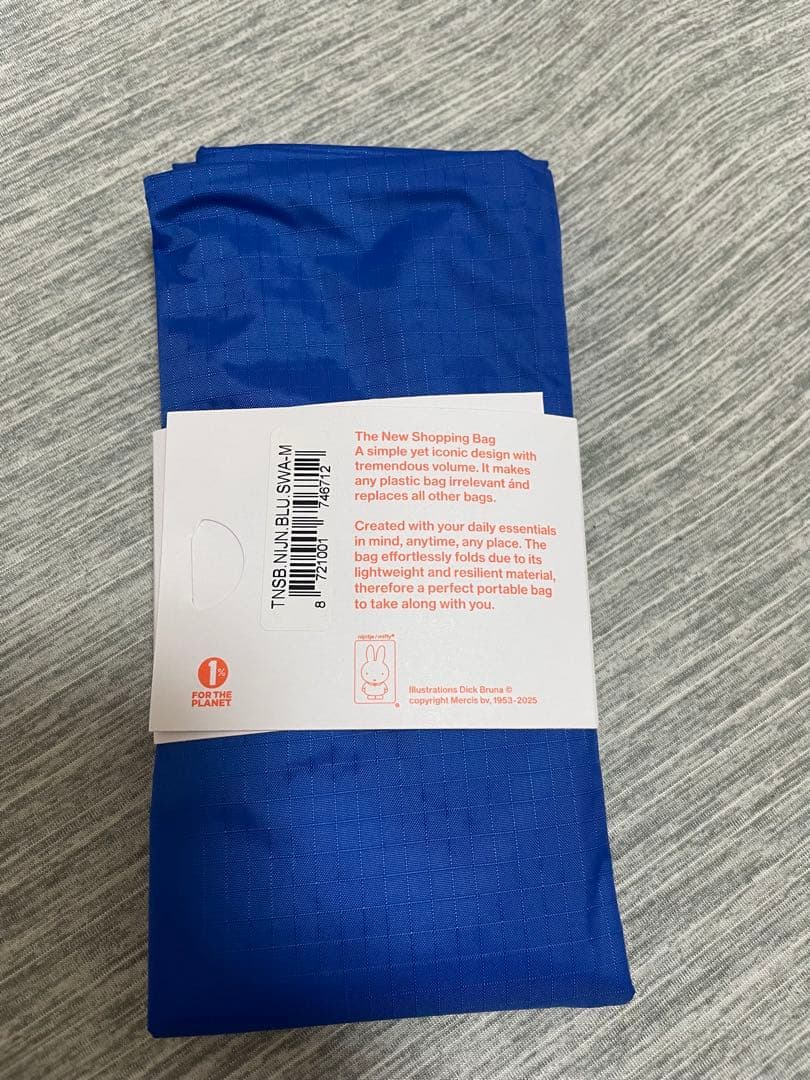 The New Shopping Bag
A simple yet iconic design with
tremendous volume. It makes
any plastic bag irrelevant ánd
replaces all other bags.
Created with your daily essentials
in mind, anytime, any place. The
bag effortlessly folds due to its
lightweight and resilient material,
therefore a perfect portable bag
to take along with you.
TNSB.NIJN.BLU.SWA-M
8 721001 746712
1%
FOR THE
PLANET
nijntje/miffy®
Illustrations Dick Bruna ©
copyright Mercis bv, 1953-2025